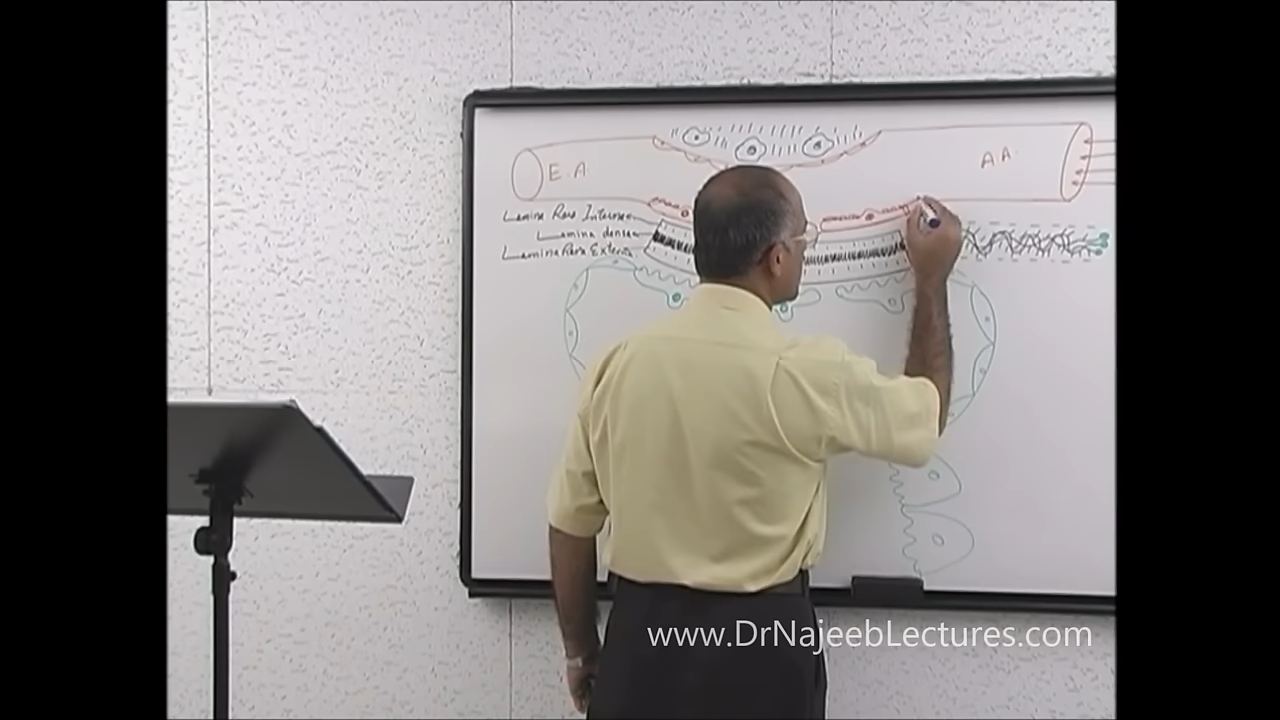 E.A
A A
Lamina Rara Interna
Lamina densa
Lamina Rara Externa
www.DrNajeebLectures.com